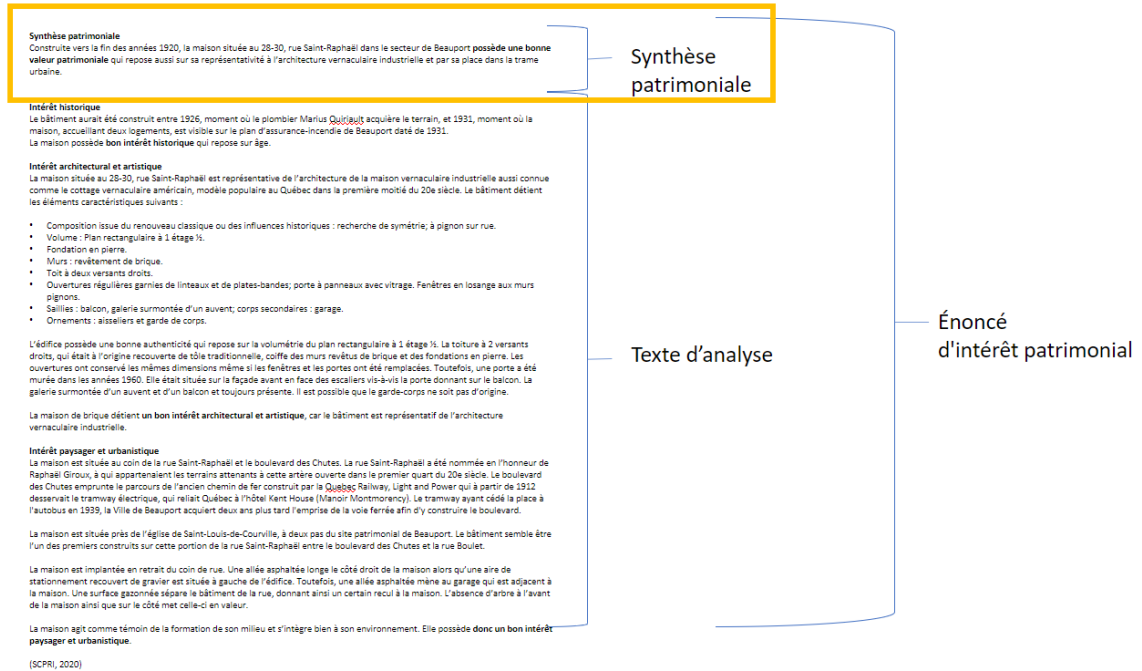 Synthèse patrimoniale
Construite vers la fin des années 1920, la maison située au 28-30, rue Saint-Raphaël dans le secteur de Beauport possède une bonne
valeur patrimoniale qui repose aussi sur sa représentativité à l'architecture vernaculaire industrielle et par sa place dans la trame
urbaine.
Intérêt historique
Le bâtiment aurait été construit entre 1926, moment où le plombier Marius Quiriault acquière le terrain, et 1931, moment où la
maison, accueillant deux logements, est visible sur le plan d'assurance-incendie de Beauport daté de 1931.
La maison possède bon intérêt historique qui repose sur âge.
Intérêt architectural et artistique
La maison située au 28-30, rue Saint-Raphaël est représentative de l'architecture de la maison vernaculaire industrielle aussi connue
comme le cottage vernaculaire américain, modèle populaire au Québec dans la première moitié du 20e siècle. Le bâtiment détient
les éléments caractéristiques suivants :
• Composition issue du renouveau classique ou des influences historiques : recherche de symétrie; à pignon sur rue.
• Volume : Plan rectangulaire à 1 étage ½.
• Fondation en pierre.
• Murs : revêtement de brique.
• Toit à deux versants droits.
• Ouvertures régulières garnies de linteaux et de plates-bandes; porte à panneaux avec vitrage. Fenêtres en losange aux murs
pignons.
• Saillies : balcon, galerie surmontée d'un auvent; corps secondaires : garage.
• Ornements : aisseliers et garde de corps.
L'édifice possède une bonne authenticité qui repose sur la volumétrie du plan rectangulaire à 1 étage ½. La toiture à 2 versants
droits, qui était à l'origine recouverte de tôle traditionnelle, coiffe des murs revêtus de brique et des fondations en pierre. Les
ouvertures ont conservé les mêmes dimensions même si les fenêtres et les portes ont été remplacées. Toutefois, une porte a été
murée dans les années 1960. Elle était située sur la façade avant en face des escaliers vis-à-vis la porte donnant sur le balcon. La
galerie surmontée d'un auvent et d'un balcon et toujours présente. Il est possible que le garde-corps ne soit pas d'origine.
La maison de brique détient un bon intérêt architectural et artistique, car le bâtiment est représentatif de l'architecture
vernaculaire industrielle.
Intérêt paysager et urbanistique
La maison est située au coin de la rue Saint-Raphaël et le boulevard des Chutes. La rue Saint-Raphaël a été nommée en l'honneur de
Raphaël Giroux, à qui appartenaient les terrains attenants à cette artère ouverte dans le premier quart du 20e siècle. Le boulevard
des Chutes emprunte le parcours de l'ancien chemin de fer construit par la Quebec Railway, Light and Power qui à partir de 1912
desservait le tramway électrique, qui reliait Québec à l'hôtel Kent House (Manoir Montmorency). Le tramway ayant cédé la place à
l'autobus en 1939, la Ville de Beauport acquiert deux ans plus tard l'emprise de la voie ferrée afin d'y construire le boulevard.
La maison est située près de l'église de Saint-Louis-de-Courville, à deux pas du site patrimonial de Beauport. Le bâtiment semble être
l'un des premiers construits sur cette portion de la rue Saint-Raphaël entre le boulevard des Chutes et la rue Boulet.
La maison est implantée en retrait du coin de rue. Une allée asphaltée longe le côté droit de la maison alors qu'une aire de
stationnement recouvert de gravier est située à gauche de l'édifice. Toutefois, une allée asphaltée mène au garage qui est adjacent à
la maison. Une surface gazonnée sépare le bâtiment de la rue, donnant ainsi un certain recul à la maison. L'absence d'arbre à l'avant
de la maison ainsi que sur le côté met celle-ci en valeur.
La maison agit comme témoin de la formation de son milieu et s'intègre bien à son environnement. Elle possède donc un bon intérêt
paysager et urbanistique.
(SCPRI, 2020)
Synthèse
patrimoniale
Texte d'analyse
Énoncé
d'intérêt patrimonial